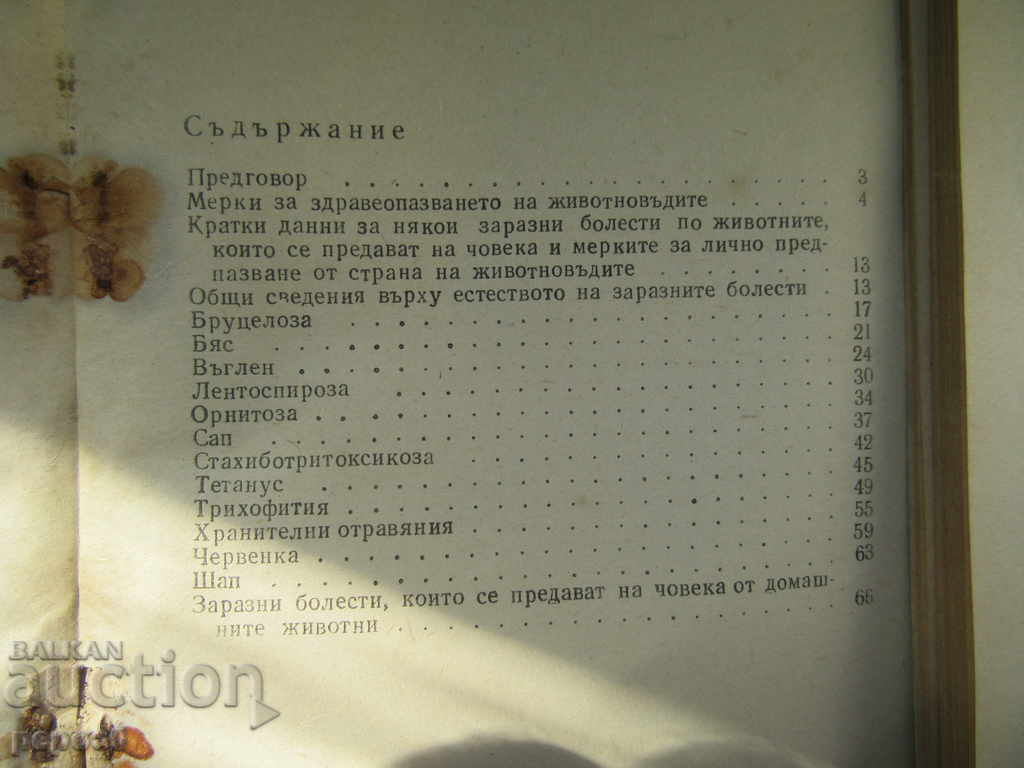 Съдържание
Предговор . . . . . . . . . . . . . . . . . . . 3
Мерки за здравеопазването на животновъдите . . . . . 4
Кратки данни за някои заразни болести по животните,
които се предават на човека и мерките за лично пред-
пазване от страна на животновъдите . . . . . . . . 13
Общи сведения върху естеството на заразните болести . 13
Бруцелоза . . . . . . . . . . . . . . . . . . . 17
Бяс . . . . . . . . . . . . . . . . . . . . . . 21
Въглен . . . . . . . . . . . . . . . . . . . . . 24
Лентоспироза . . . . . . . . . . . . . . . . . . 30
Орнитоза . . . . . . . . . . . . . . . . . . . . 34
Сап . . . . . . . . . . . . . . . . . . . . . . 37
Стахиботритоксикоза . . . . . . . . . . . . . . . 42
Тетанус . . . . . . . . . . . . . . . . . . . . 45
Трихофития . . . . . . . . . . . . . . . . . . . 49
Хранителни отравяния . . . . . . . . . . . . . . 55
Червенка . . . . . . . . . . . . . . . . . . . . 59
Шап . . . . . . . . . . . . . . . . . . . . . . 63
Заразни болести, които се предават на човека от домаш-
ните животни . . . . . . . . . . . . . . . . . . 66
BALKAN
auction